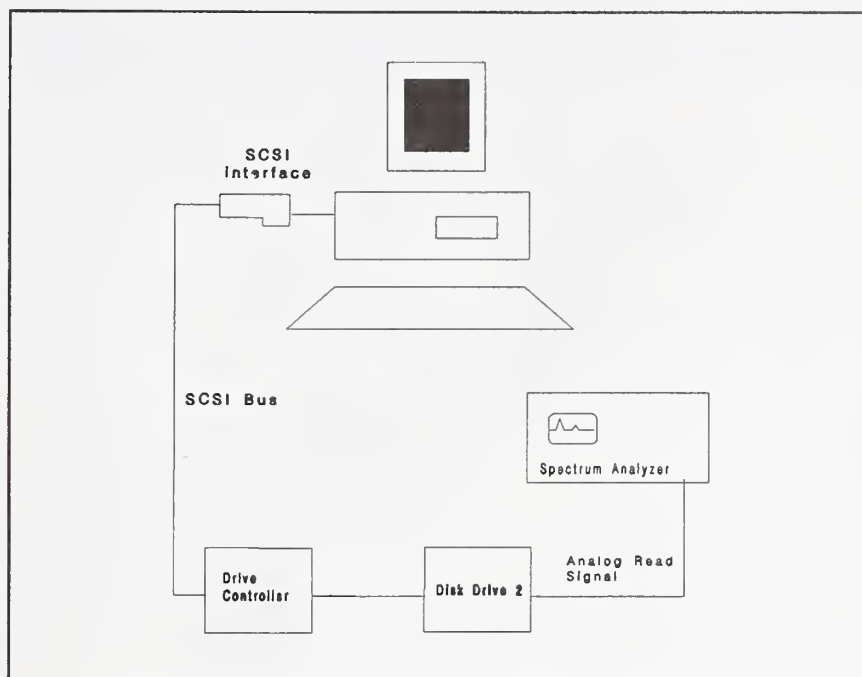 SCSI
Interface
SCSI Bus
Spectrum Analyzer
Drive
Controller
Disk Drive 2
Analog Read
Signal